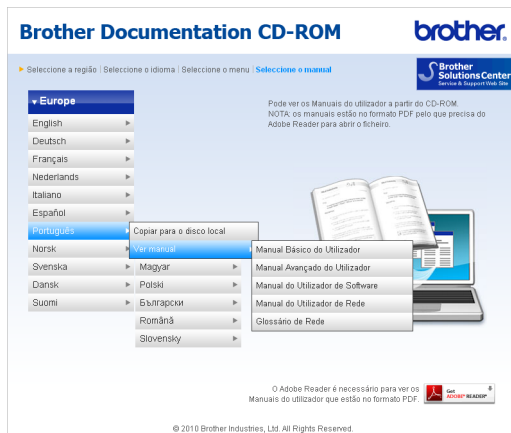 Brother Documentation CD-ROM
brother
Seleccione a região | Seleccione o idioma | Seleccione o menu | Seleccione o manual
Brother
Solutions Center
Service & Support Web Site
Europe
Pode ver os Manuais do utilizador a partir do CD-ROM.
NOTA: os manuais estão no formato PDF pelo que precisa do
Adobe Reader para abrir o ficheiro.
English
Deutsch
Français
Nederlands
Italiano
Español
Português
Copiar para o disco local
Norsk
Ver manual
Manual Básico do Utilizador
Svenska
Magyar
Manual Avançado do Utilizador
Dansk
Polski
Manual do Utilizador de Software
Suomi
Български
Manual do Utilizador de Rede
Română
Glossário de Rede
Slovensky
O Adobe Reader é necessário para ver os
Manuais do utilizador que estão no formato PDF.
Get
ADOBE® READER®
© 2010 Brother Industries, Ltd. All Rights Reserved.